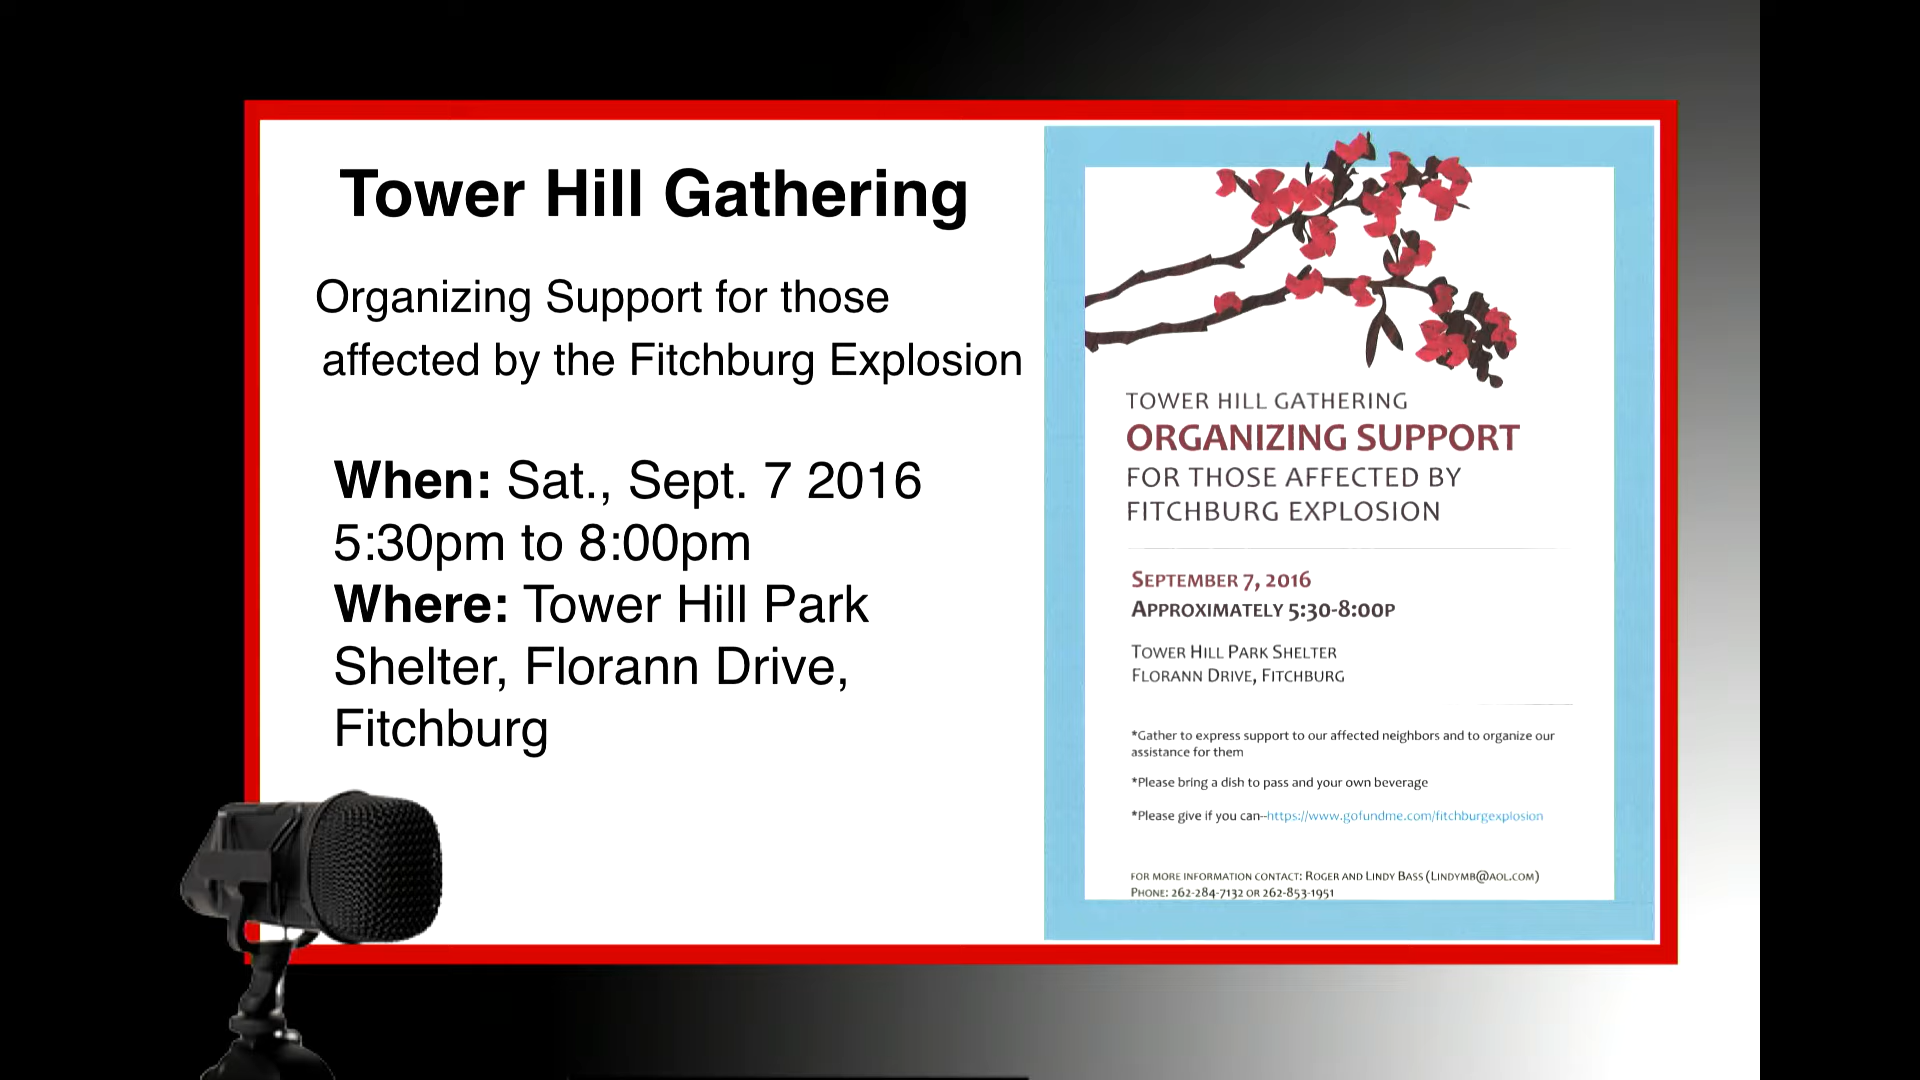 Tower Hill Gathering
Organizing Support for those
affected by the Fitchburg Explosion
When: Sat., Sept. 7 2016
5:30pm to 8:00pm
Where: Tower Hill Park
Shelter, Florann Drive,
Fitchburg
TOWER HILL GATHERING
ORGANIZING SUPPORT
FOR THOSE AFFECTED BY
FITCHBURG EXPLOSION
SEPTEMBER 7, 2016
APPROXIMATELY 5:30-8:00P
TOWER HILL PARK SHELTER
FLORANN DRIVE, FITCHBURG
*Gather to express support to our affected neighbors and to organize our
assistance for them
*Please bring a dish to pass and your own beverage
*Please give if you can--https://www.gofundme.com/fitchburgexplosion
FOR MORE INFORMATION CONTACT: ROGER AND LINDY BASS (LINDYMB@AOL.COM)
PHONE: 262-284-7132 OR 262-853-1951